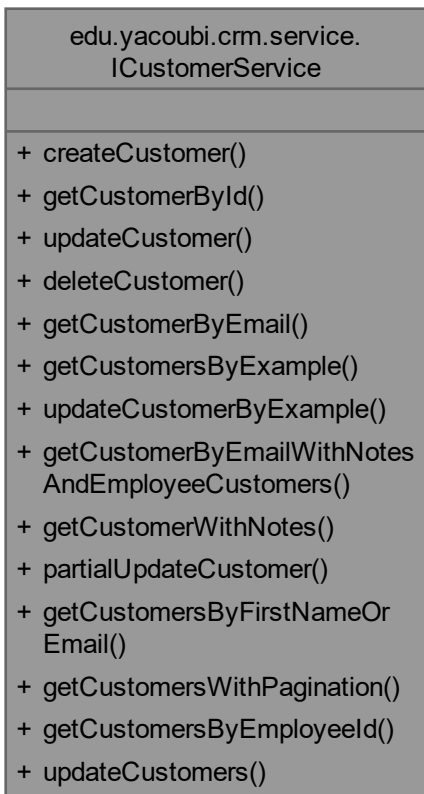 edu.yacoubi.crm.service.
ICustomerService
+ createCustomer()
+ getCustomerById()
+ updateCustomer()
+ deleteCustomer()
+ getCustomerByEmail()
+ getCustomersByExample()
+ updateCustomerByExample()
+ getCustomerByEmailWithNotes
AndEmployeeCustomers()
+ getCustomerWithNotes()
+ partialUpdateCustomer()
+ getCustomersByFirstNameOr
Email()
+ getCustomersWithPagination()
+ getCustomersByEmployeeId()
+ updateCustomers()